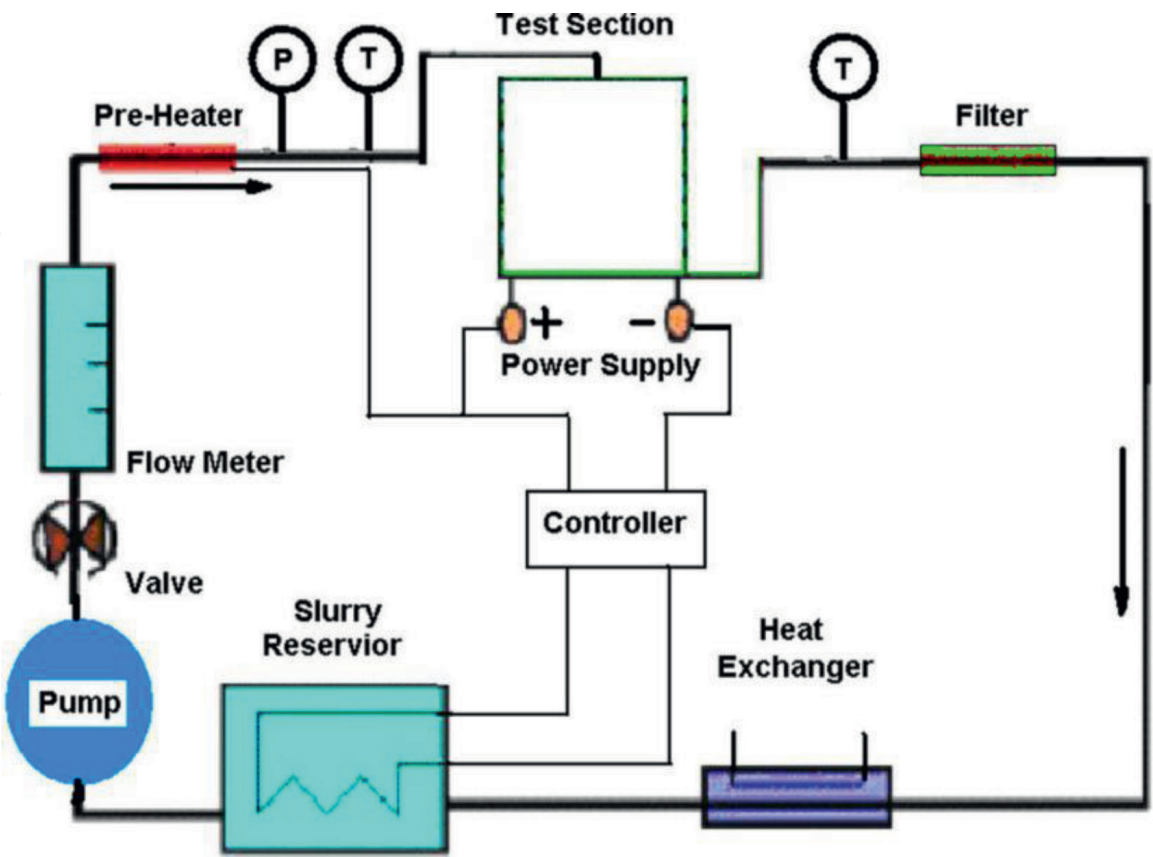 Test Section
P
T
T
Pre-Heater
Filter
+
-
Power Supply
Flow Meter
Controller
Valve
Slurry
Reservior
Heat
Exchanger
Pump